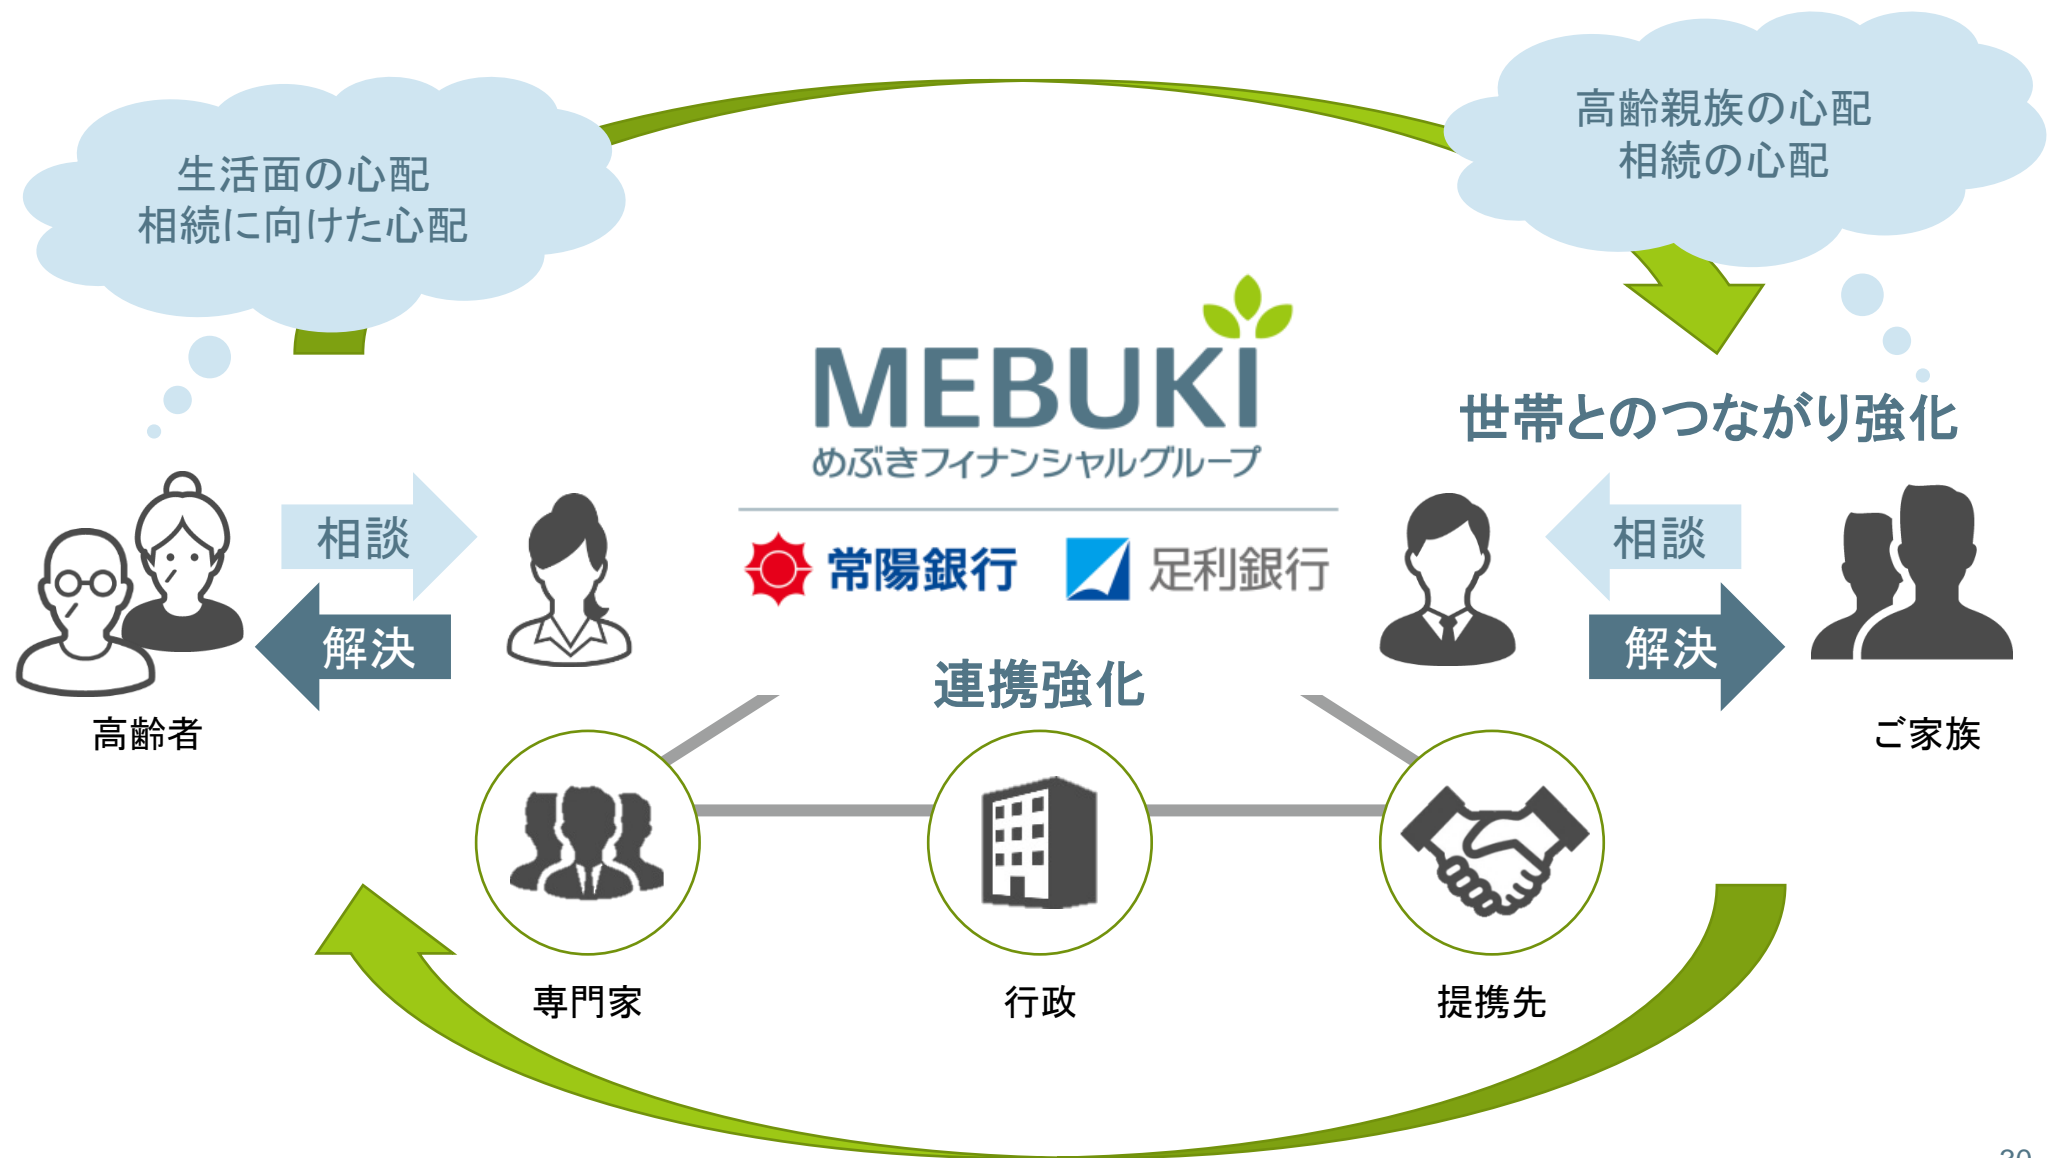 高齢親族の心配
相続の心配
生活面の心配
相続に向けた心配
MEBUKI
めぶきフィナンシャルグループ
世帯とのつながり強化
相談
常陽銀行
足利銀行
相談
解決
解決
連携強化
高齢者
ご家族
専門家
行政
提携先